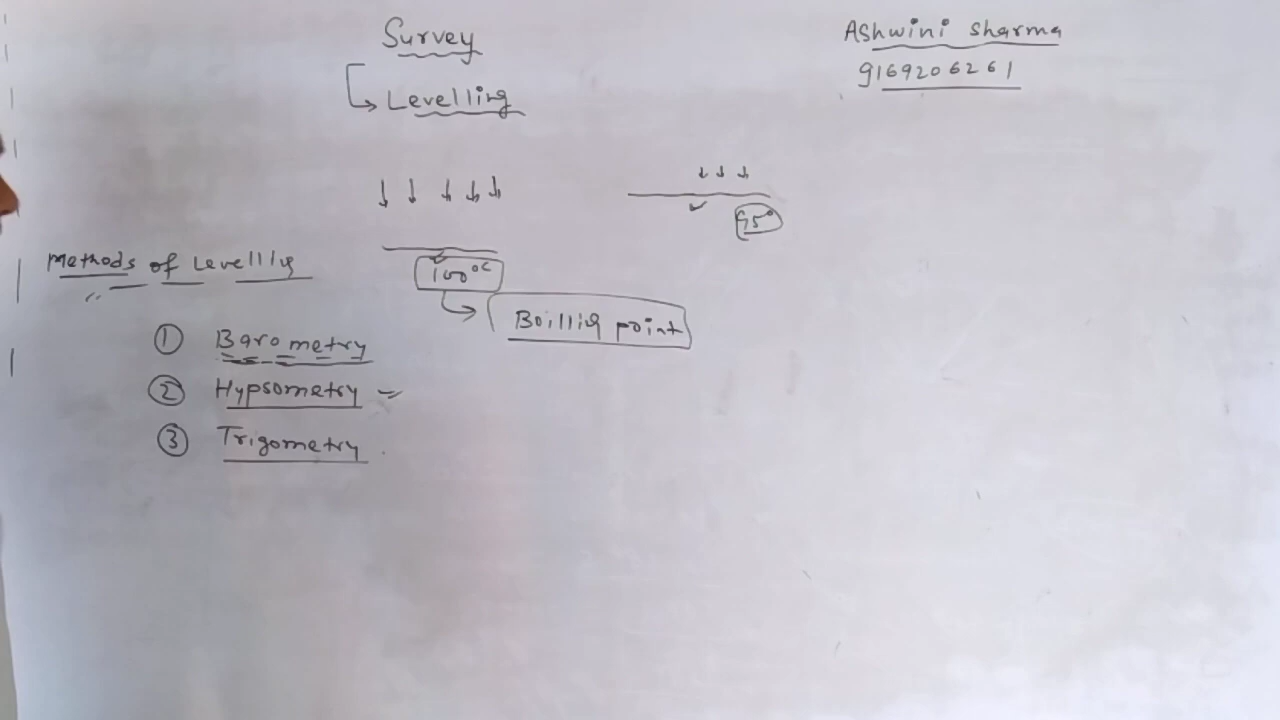 Survey
Levelling
Ashwini Sharma
9169206261
95°
100°C
Boilling point
Methods of Levelling
① Barometry
② Hypsometry
③ Trigometry